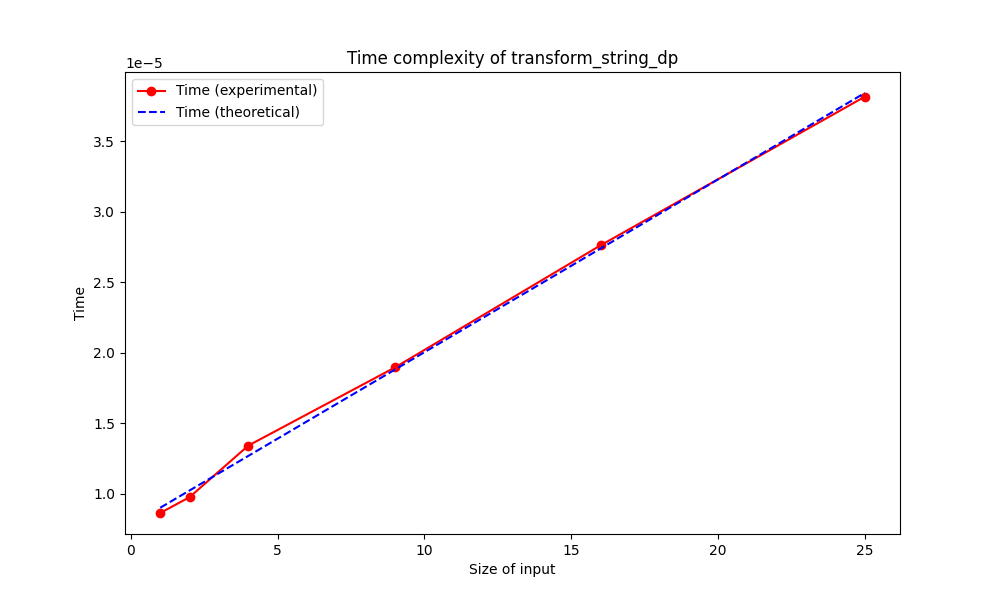 Time complexity of transform_string_dp
1e−5
Time (experimental)
Time (theoretical)
3.5
3.0
2.5
2.0
1.5
1.0
Time
0 5 10 15 20 25
Size of input